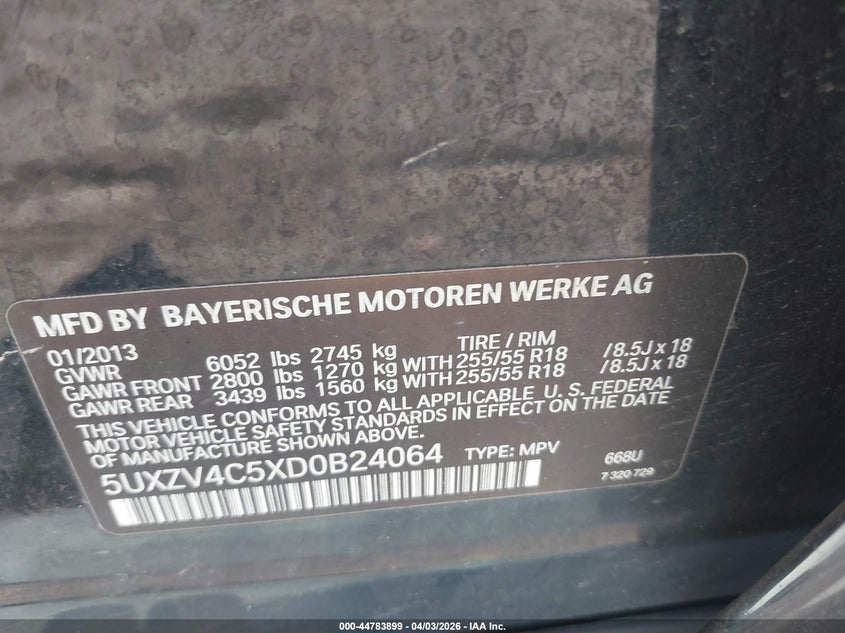 MFD BY BAYERISCHE MOTOREN WERKE AG
01/2013 TIRE / RIM
GVWR 6052 lbs 2745 kg
GAWR FRONT 2800 lbs 1270 kg WITH 255/55 R18 /8.5J x 18
GAWR REAR 3439 lbs 1560 kg WITH 255/55 R18 /8.5J x 18
THIS VEHICLE CONFORMS TO ALL APPLICABLE U. S. FEDERAL
MOTOR VEHICLE SAFETY STANDARDS IN EFFECT ON THE DATE
OF MANUFACTURE SHOWN ABOVE.
5UXZV4C5XD0B24064 TYPE: MPV 668U
7 320 729
000-44783899 - 04/03/2026 - IAA Inc.